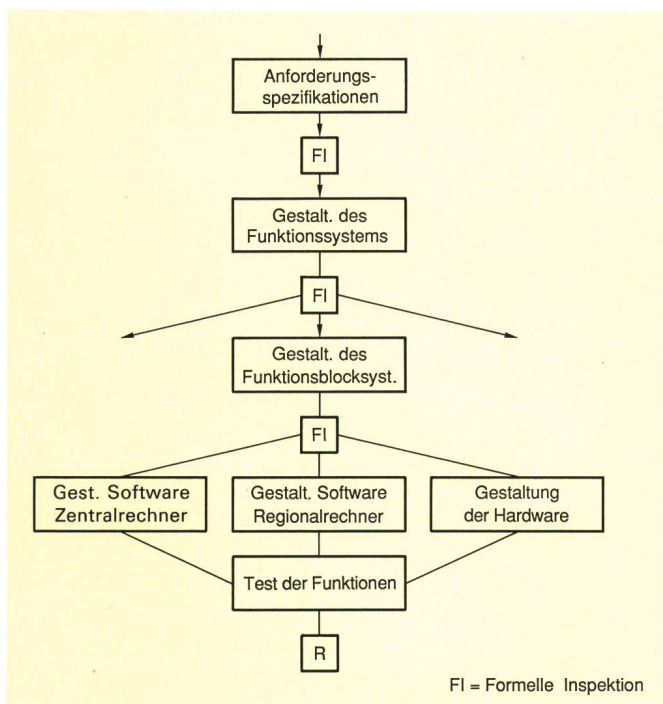 Anforderungs-
spezifikationen
FI
Gestalt. des
Funktionssystems
FI
Gestalt. des
Funktionsblocksyst.
FI
Gest. Software
Zentralrechner
Gestalt. Software
Regionalrechner
Gestaltung
der Hardware
Test der Funktionen
R
FI = Formelle Inspektion